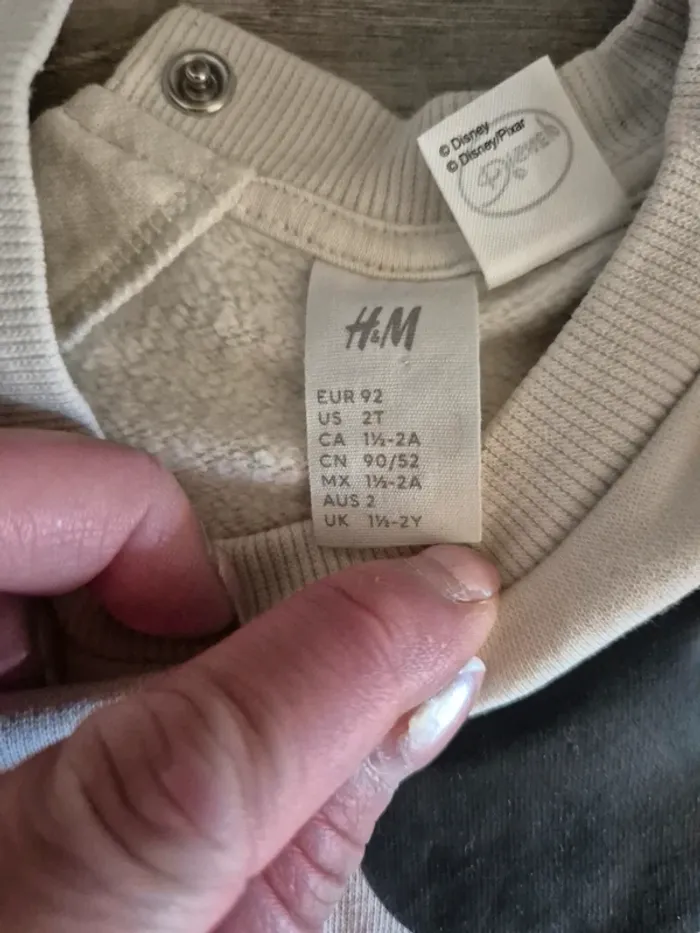 © Disney
© Disney/Pixar
Disney
H&M
EUR 92
US 2T
CA 1½-2A
CN 90/52
MX 1½-2A
AUS 2
UK 1½-2Y